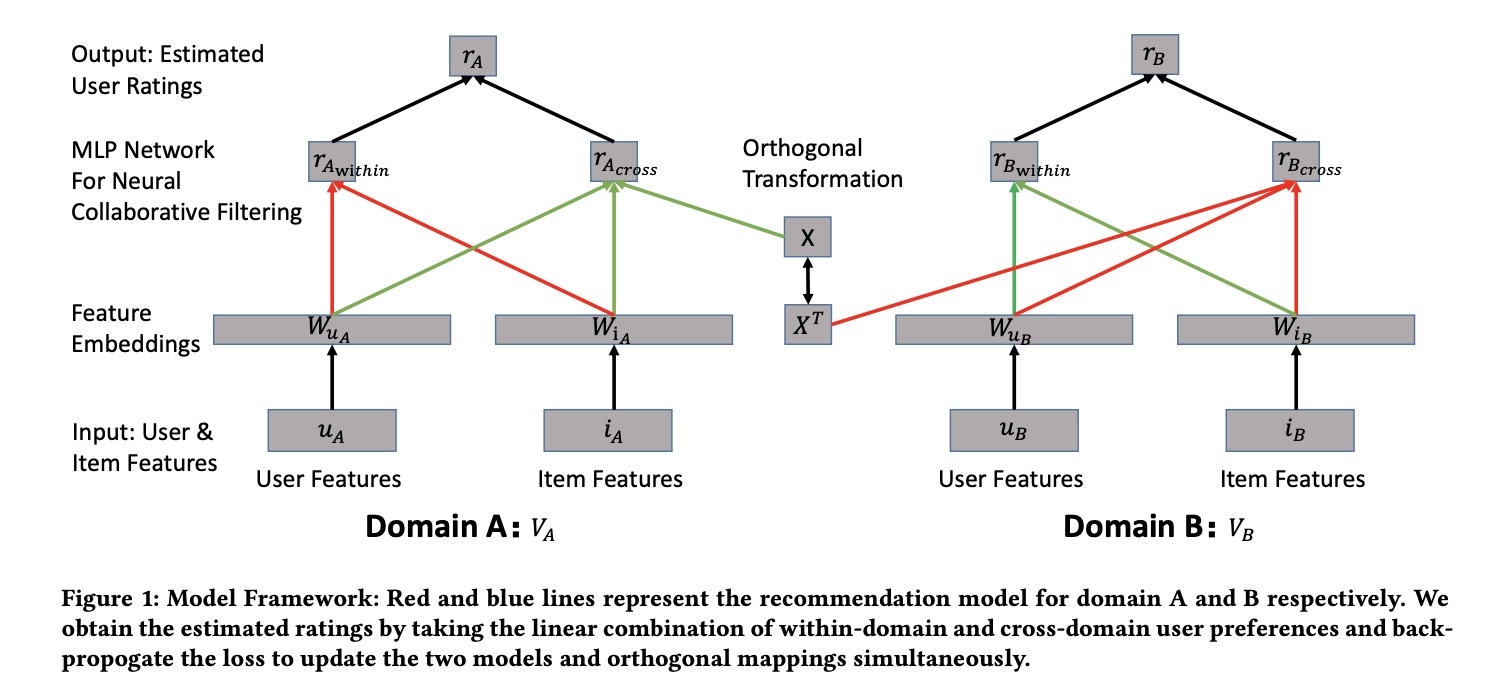 Output: Estimated
User Ratings
r_A
r_B
MLP Network
For Neural
Collaborative Filtering
r_{A_{within}}
r_{A_{cross}}
Orthogonal
Transformation
r_{B_{within}}
r_{B_{cross}}
X
X^T
Feature
Embeddings
W_{u_A}
W_{i_A}
W_{u_B}
W_{i_B}
Input: User &
Item Features
u_A
i_A
u_B
i_B
User Features
Item Features
User Features
Item Features
Domain A: V_A
Domain B: V_B
Figure 1: Model Framework: Red and blue lines represent the recommendation model for domain A and B respectively. We
obtain the estimated ratings by taking the linear combination of within-domain and cross-domain user preferences and back-
propogate the loss to update the two models and orthogonal mappings simultaneously.